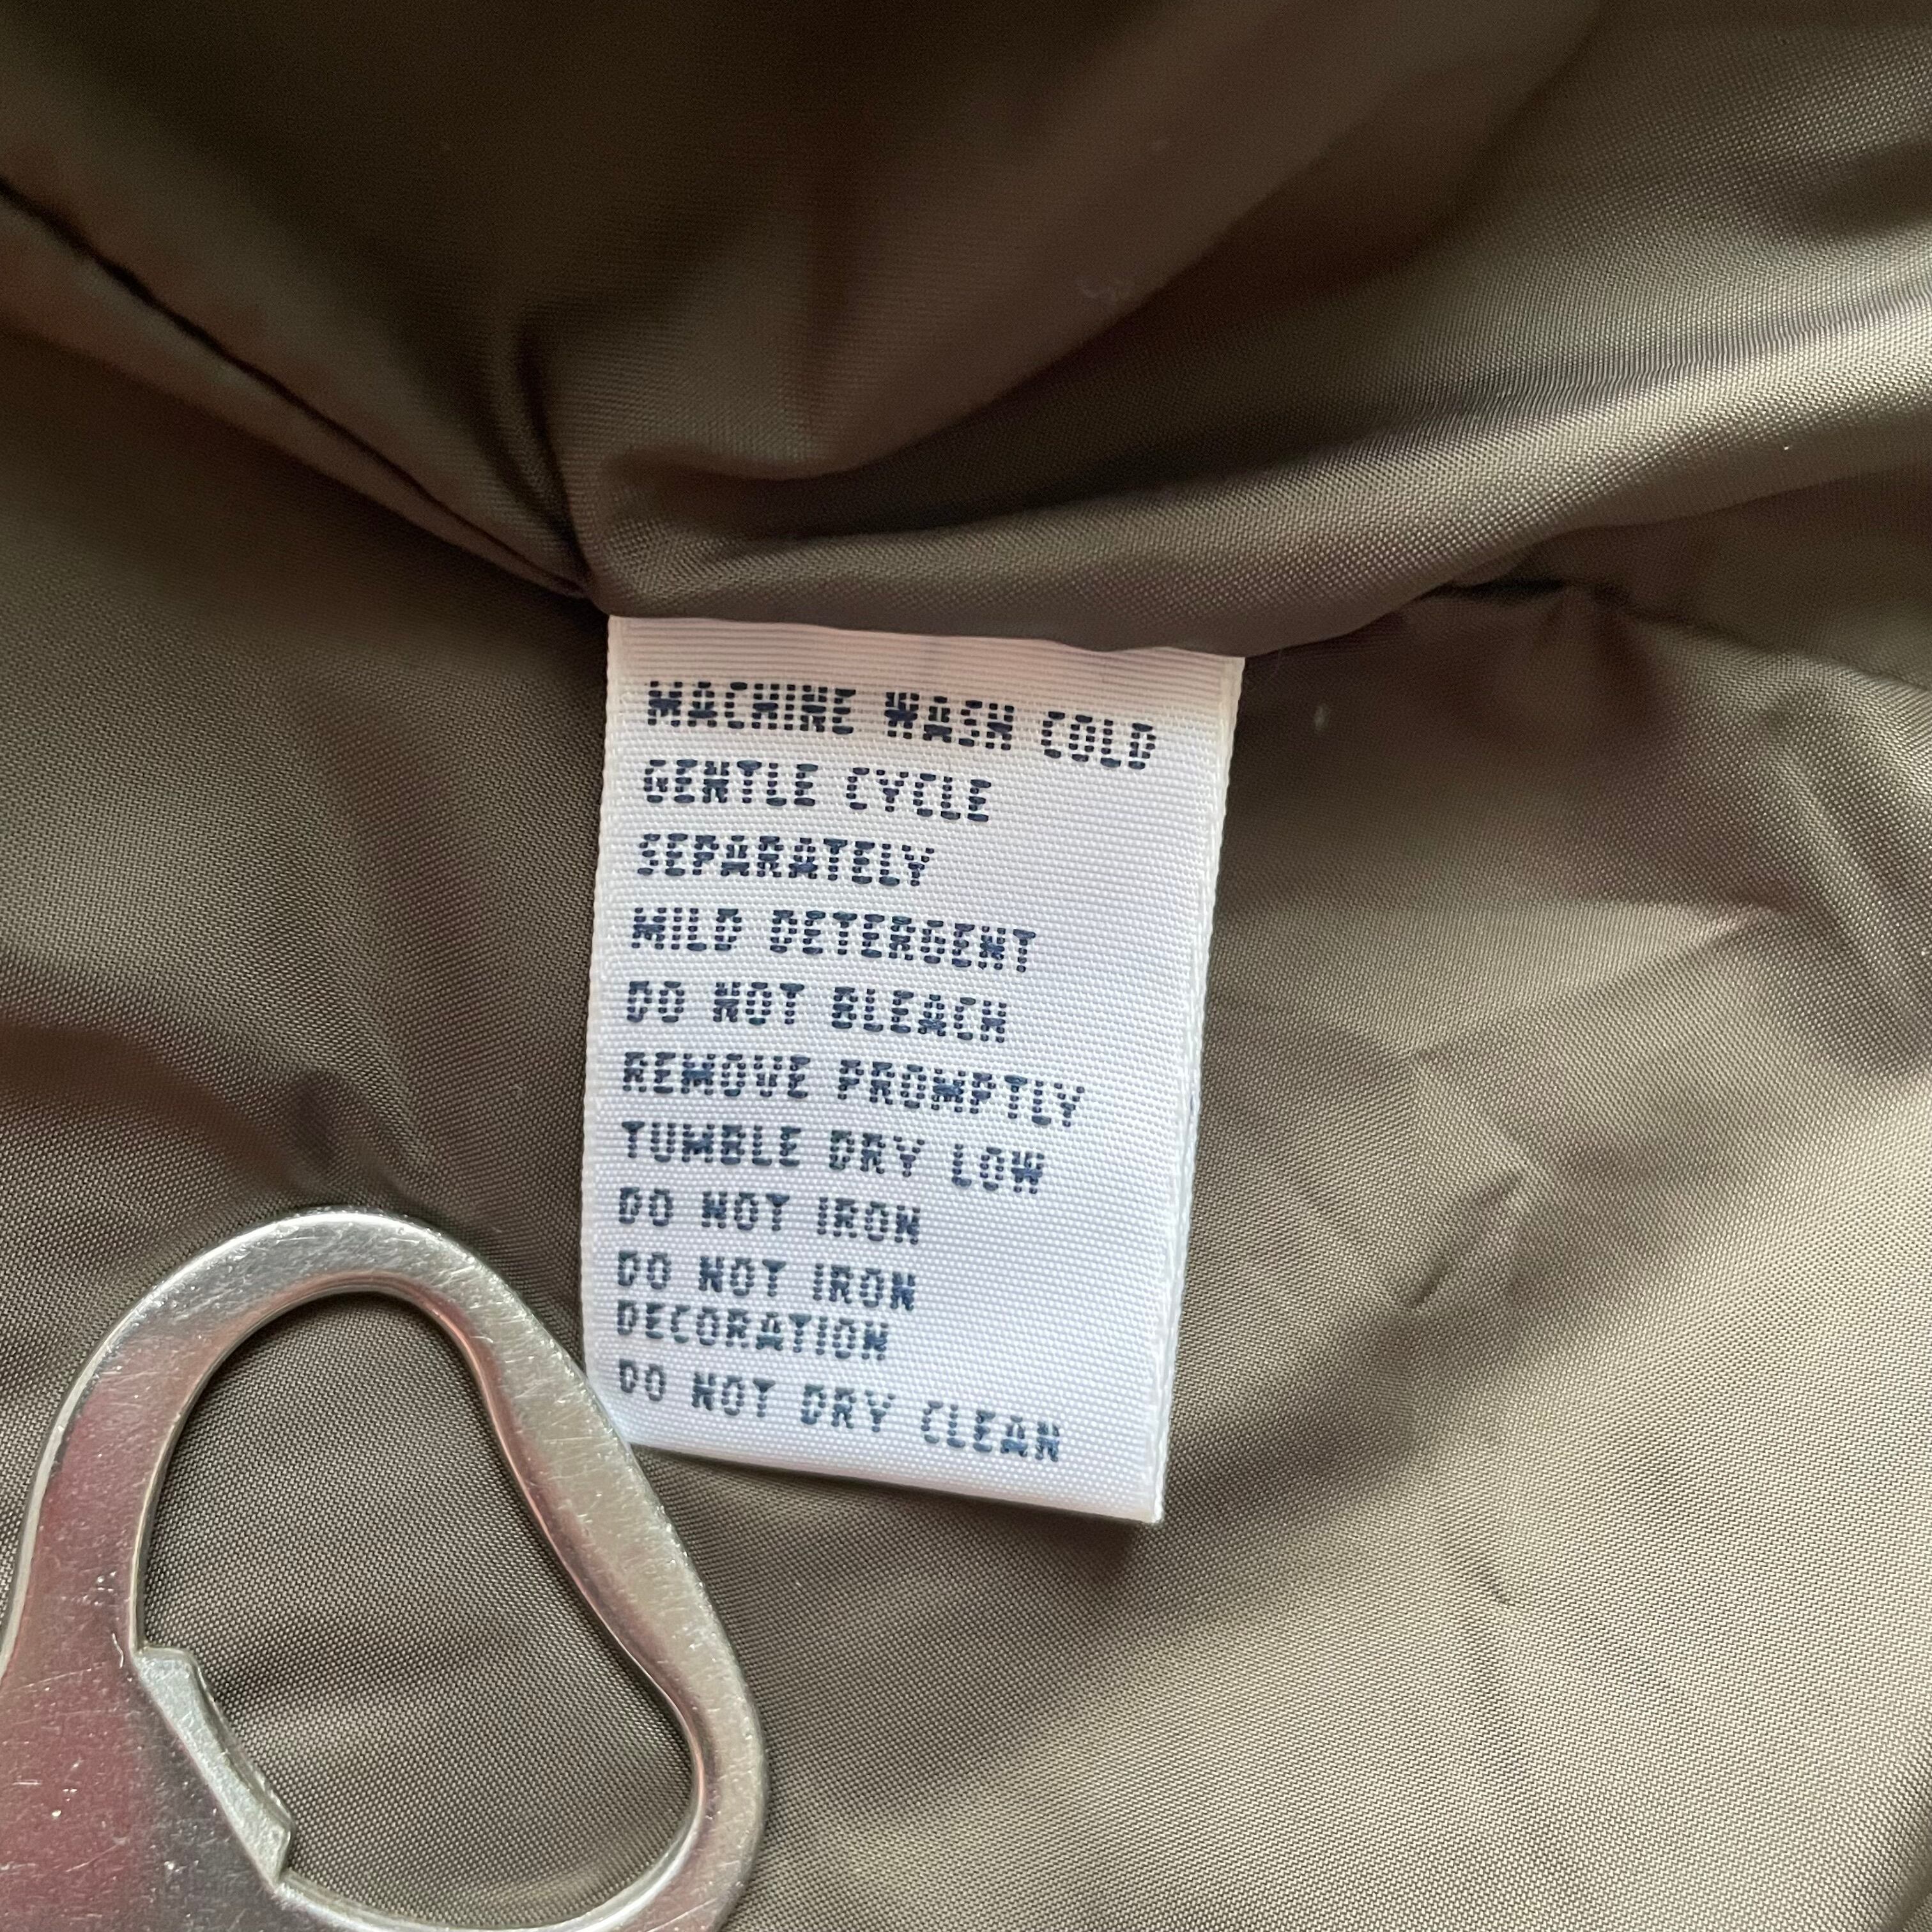 MACHINE WASH COLD
GENTLE CYCLE
SEPARATELY
MILD DETERGENT
DO NOT BLEACH
REMOVE PROMPTLY
TUMBLE DRY LOW
DO NOT IRON
DO NOT IRON
DECORATION
DO NOT DRY CLEAN